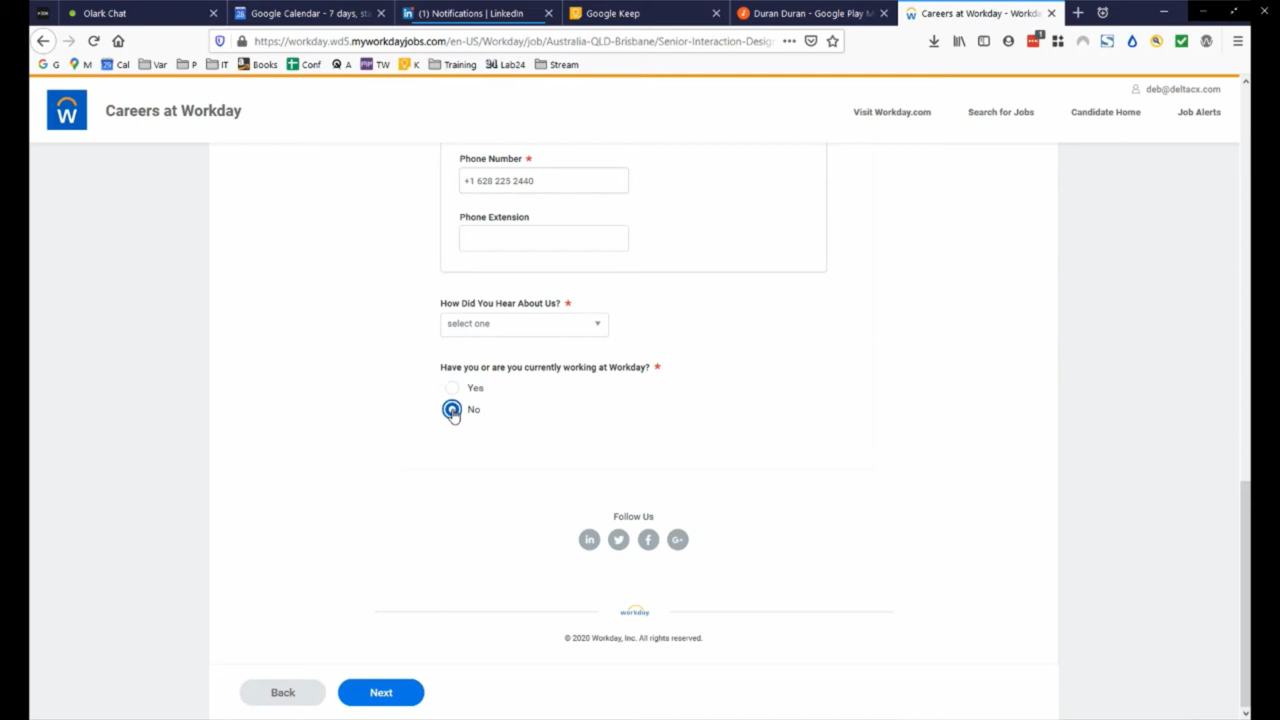 Olark Chat
Google Calendar - 7 days, sta
(1) Notifications | LinkedIn
Google Keep
Duran Duran - Google Play M
Careers at Workday - Workda
https://workday.wd5.myworkdayjobs.com/en-US/Workday/job/Australia-QLD-Brisbane/Senior-Interaction-Desig
G M Cal Var P IT Books Conf A TW K Training Lab24 Stream
deb@deltacx.com
Careers at Workday
Visit Workday.com
Search for Jobs
Candidate Home
Job Alerts
Phone Number *
+1 628 225 2440
Phone Extension
How Did You Hear About Us? *
select one
Have you or are you currently working at Workday? *
Yes
No
Follow Us
workday
© 2020 Workday, Inc. All rights reserved.
Back
Next